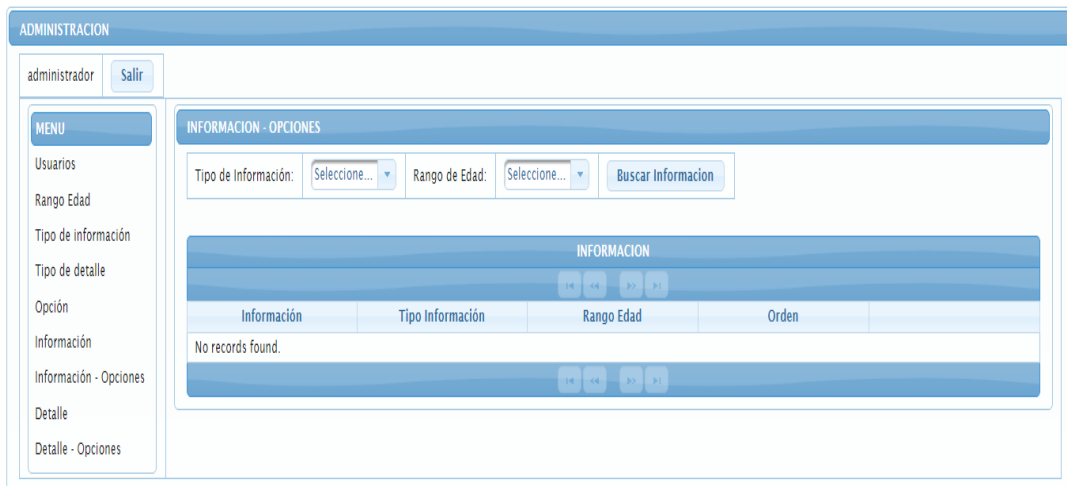 ADMINISTRACION
administrador Salir
MENU
Usuarios
Rango Edad
Tipo de información
Tipo de detalle
Opción
Información
Información - Opciones
Detalle
Detalle - Opciones
INFORMACION - OPCIONES
Tipo de Información: Seleccione... Rango de Edad: Seleccione... Buscar Informacion
INFORMACION
Información Tipo Información Rango Edad Orden
No records found.